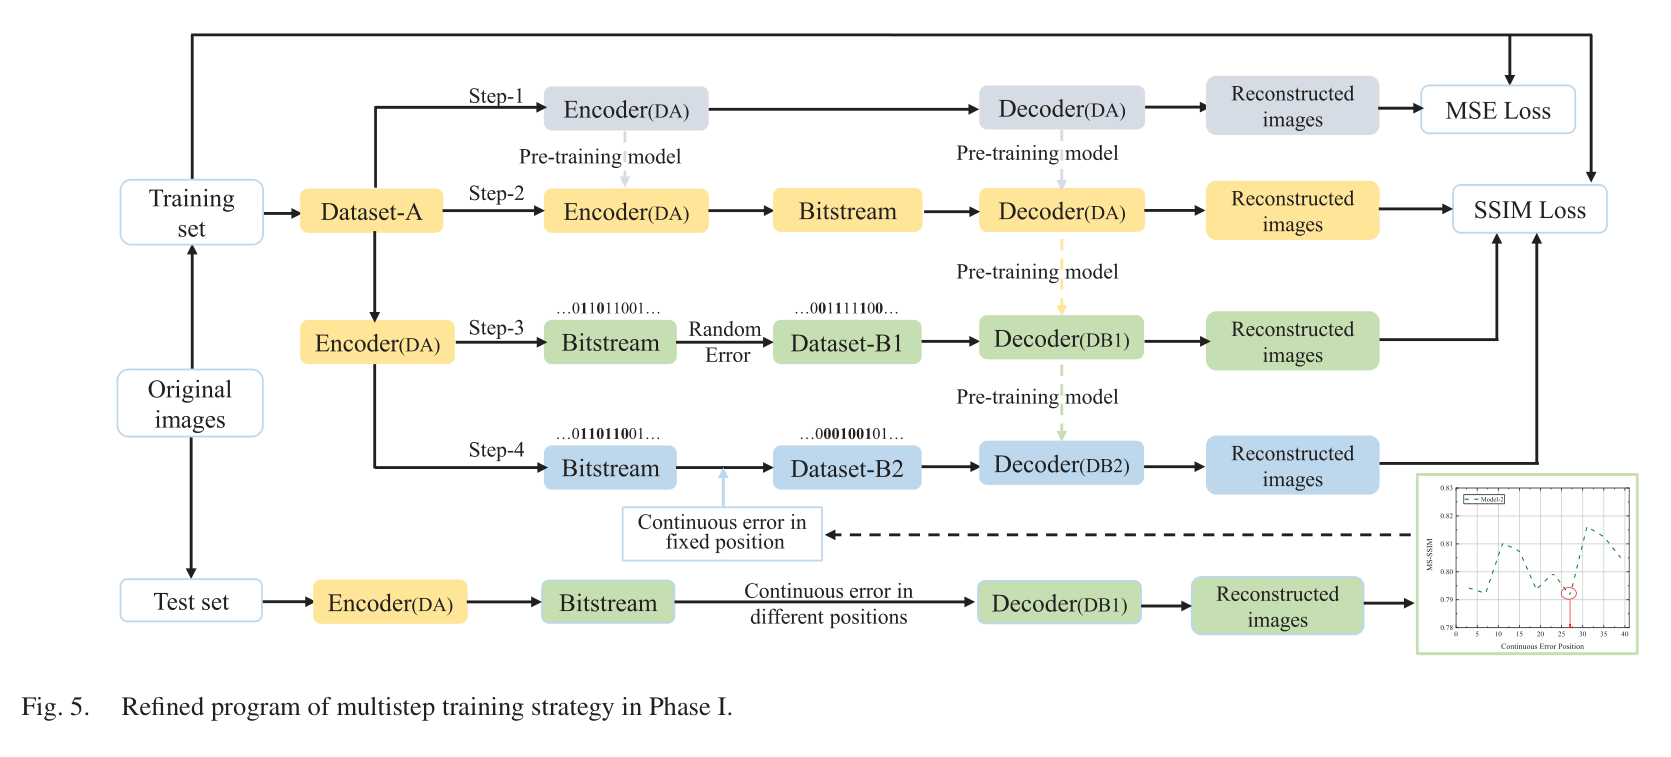 Step-1
Encoder(DA)
Decoder(DA)
Reconstructed
images
MSE Loss
Pre-training model
Pre-training model
Training
set
Dataset-A
Step-2
Encoder(DA)
Bitstream
Decoder(DA)
Reconstructed
images
SSIM Loss
Pre-training model
…011011001…
…001111100…
Encoder(DA)
Step-3
Bitstream
Random
Error
Dataset-B1
Decoder(DB1)
Reconstructed
images
Original
images
Pre-training model
…011011001…
…000100101…
Step-4
Bitstream
Dataset-B2
Decoder(DB2)
Reconstructed
images
Continuous error in
fixed position
Test set
Encoder(DA)
Bitstream
Continuous error in
different positions
Decoder(DB1)
Reconstructed
images
0.83
0.82
0.81
0.80
0.79
0.78
MS-SSIM
Model-2
0 5 10 15 20 25 30 35 40
Continuous Error Position
Fig. 5. Refined program of multistep training strategy in Phase I.